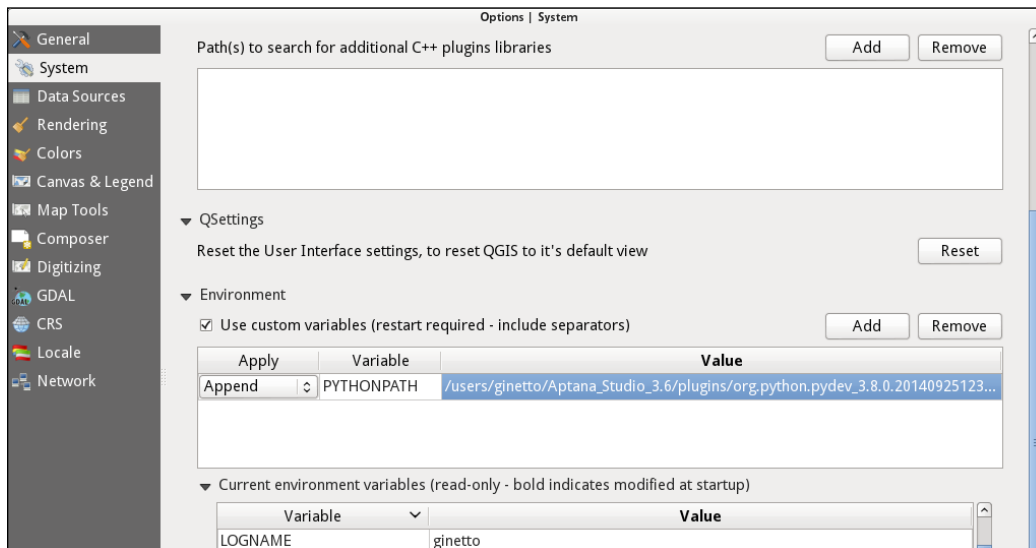 Options | System
General
System
Data Sources
Rendering
Colors
Canvas & Legend
Map Tools
Composer
Digitizing
GDAL
CRS
Locale
Network
Path(s) to search for additional C++ plugins libraries
Add
Remove
QSettings
Reset the User Interface settings, to reset QGIS to it's default view
Reset
Environment
Use custom variables (restart required - include separators)
Add
Remove
Apply Variable Value
Append PYTHONPATH /users/ginetto/Aptana_Studio_3.6/plugins/org.python.pydev_3.8.0.20140925123...
Current environment variables (read-only - bold indicates modified at startup)
Variable Value
LOGNAME ginetto